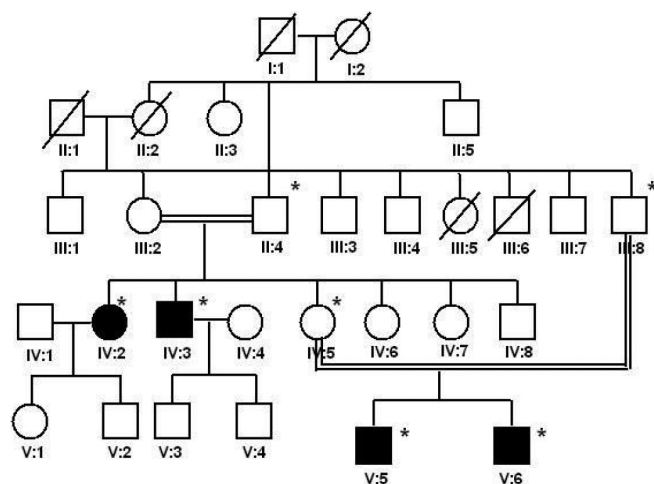 I:1 I:2
II:1 II:2 II:3 II:5
* *
III:1 III:2 II:4 III:3 III:4 III:5 III:6 III:7 III:8
* * *
IV:1 IV:2 IV:3 IV:4 IV:5 IV:6 IV:7 IV:8
V:1 V:2 V:3 V:4
* *
V:5 V:6